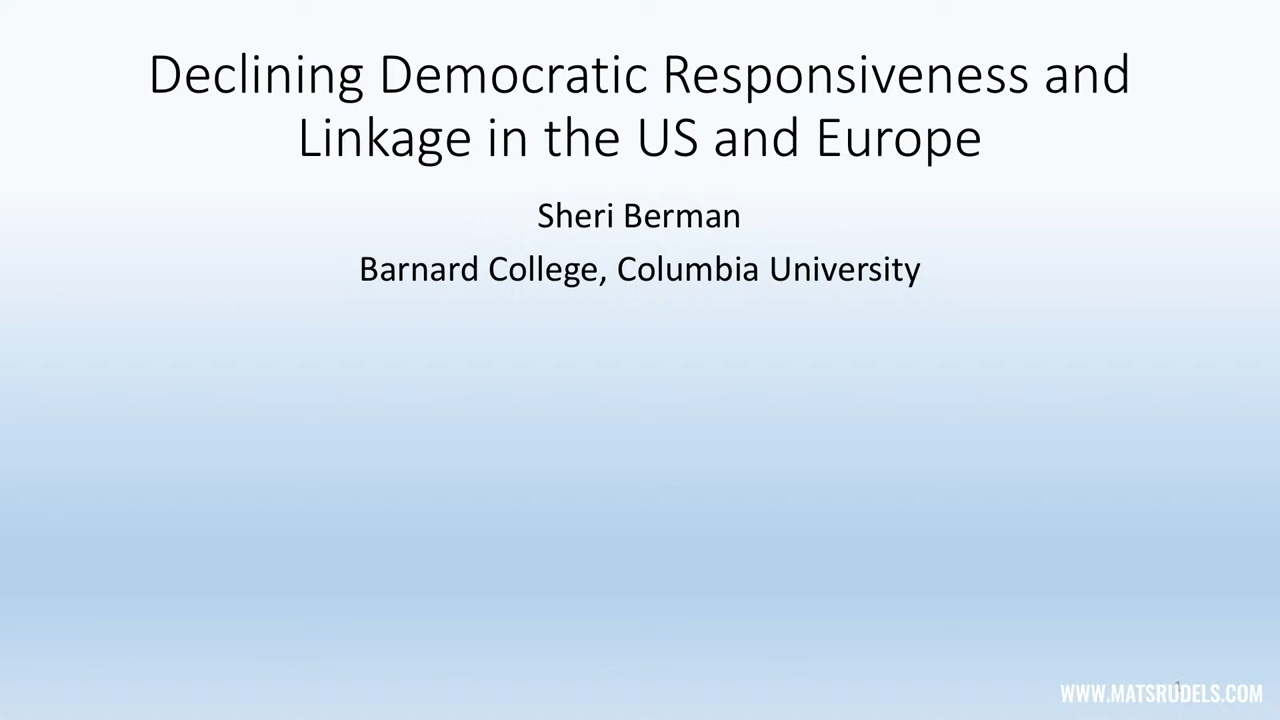 Declining Democratic Responsiveness and
Linkage in the US and Europe
Sheri Berman
Barnard College, Columbia University
1
WWW.MATSRUDELS.COM